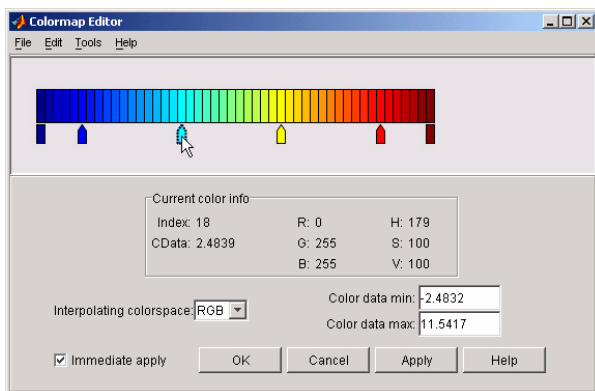 Colormap Editor
File Edit Tools Help
Current color info
Index: 18 R: 0 H: 179
CData: 2.4839 G: 255 S: 100
B: 255 V: 100
Interpolating colorspace: RGB
Color data min: -2.4832
Color data max: 11.5417
Immediate apply OK Cancel Apply Help